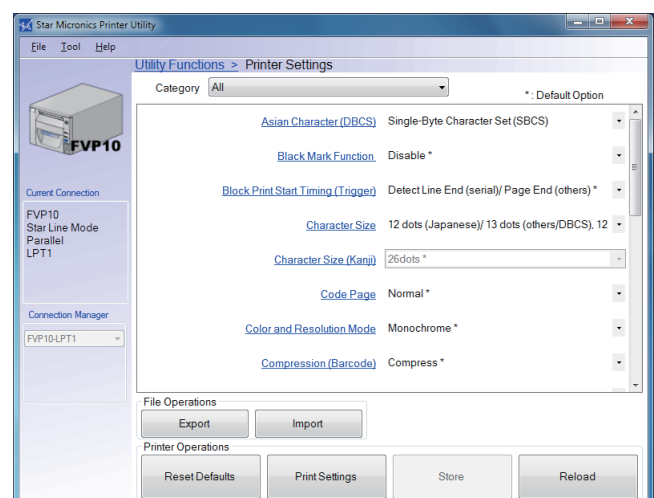 Star Micronics Printer Utility
File Tool Help
Utility Functions > Printer Settings
Category All
* : Default Option
FVP10
Asian Character (DBCS) Single-Byte Character Set (SBCS)
Black Mark Function Disable *
Block Print Start Timing (Trigger) Detect Line End (serial)/ Page End (others) *
Character Size 12 dots (Japanese)/ 13 dots (others/DBCS), 12
Character Size (Kanji) 26dots *
Code Page Normal *
Color and Resolution Mode Monochrome *
Compression (Barcode) Compress *
Current Connection
FVP10
Star Line Mode
Parallel
LPT1
Connection Manager
FVP10-LPT1
File Operations
Export Import
Printer Operations
Reset Defaults Print Settings Store Reload